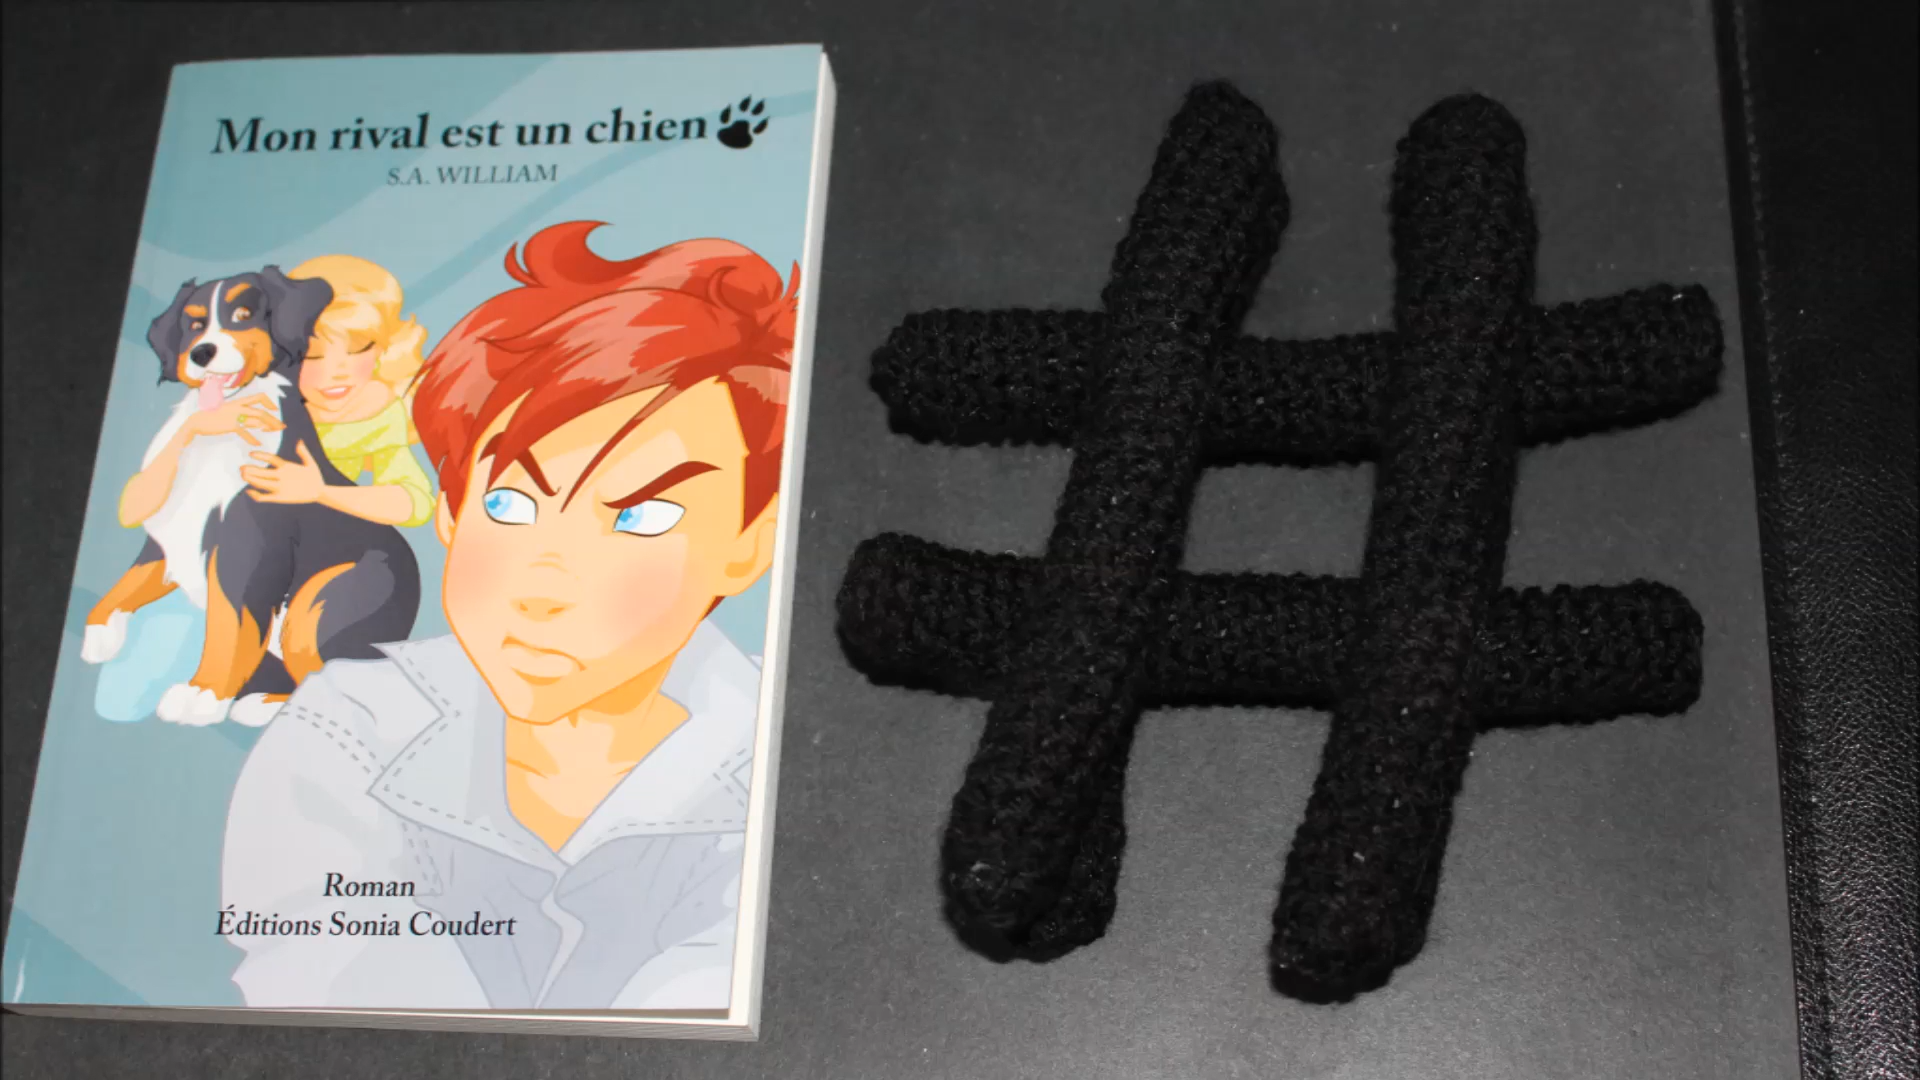 Mon rival est un chien
S.A. WILLIAM
Roman
Éditions Sonia Coudert
#